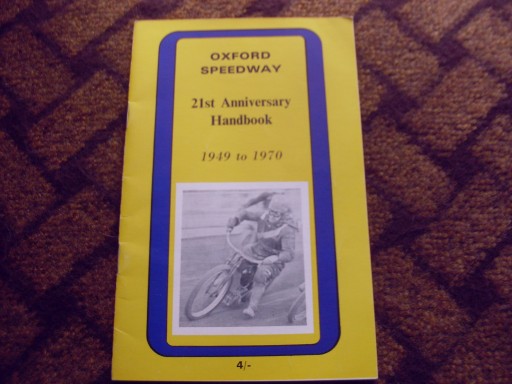 OXFORD
SPEEDWAY
21st Anniversary
Handbook
1949 to 1970
4/-